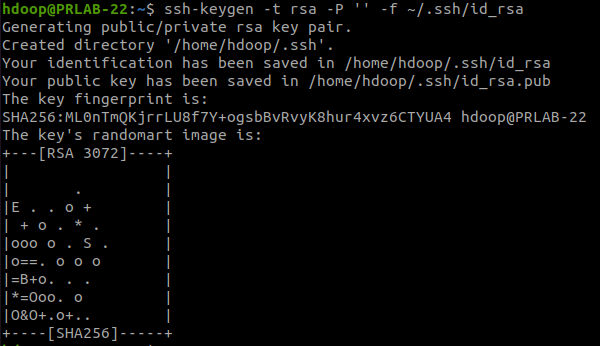 hdoop@PRLAB-22:~$ ssh-keygen -t rsa -P '' -f ~/.ssh/id_rsa
Generating public/private rsa key pair.
Created directory '/home/hdoop/.ssh'.
Your identification has been saved in /home/hdoop/.ssh/id_rsa
Your public key has been saved in /home/hdoop/.ssh/id_rsa.pub
The key fingerprint is:
SHA256:ML0nTmQKjrrLU8f7Y+ogsbBvRvyK8hur4xvz6CTYUA4 hdoop@PRLAB-22
The key's randomart image is:
+---[RSA 3072]----+
|                 |
|       .         |
|E . . o +        |
| + o . * .       |
|ooo o . S .      |
|o==. o o o       |
|=B+o. . .        |
|*=Ooo. o         |
|O&O+.o+..        |
+----[SHA256]-----+